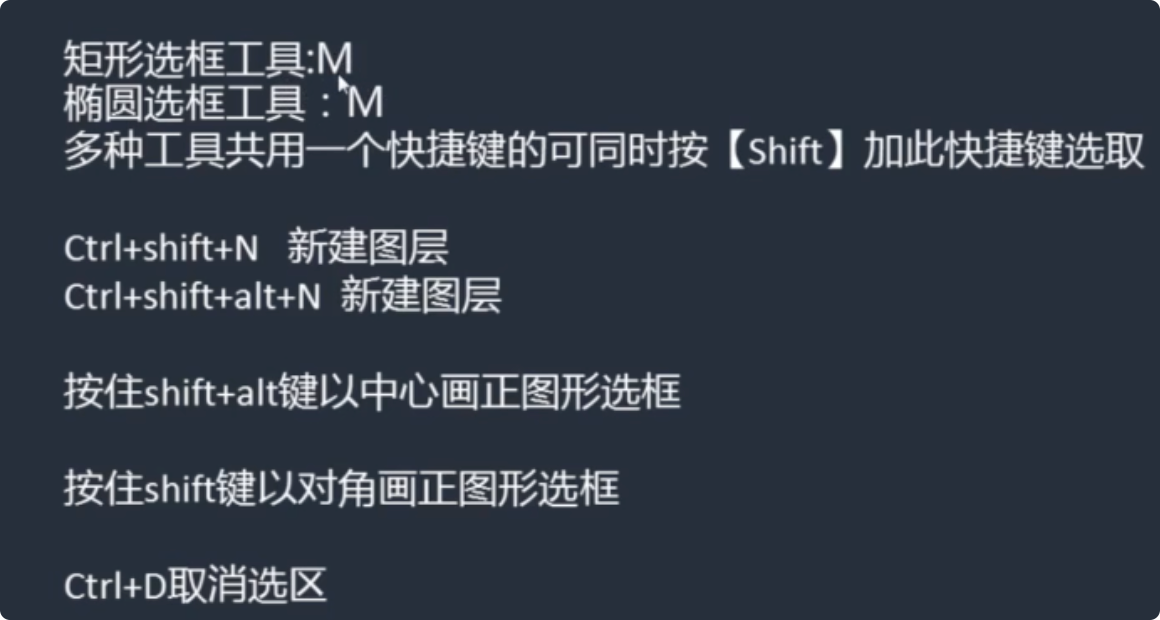 矩形选框工具:M
椭圆选框工具：M
多种工具共用一个快捷键的可同时按【Shift】加此快捷键选取
Ctrl+shift+N 新建图层
Ctrl+shift+alt+N 新建图层
按住shift+alt键以中心画正图形选框
按住shift键以对角画正图形选框
Ctrl+D取消选区